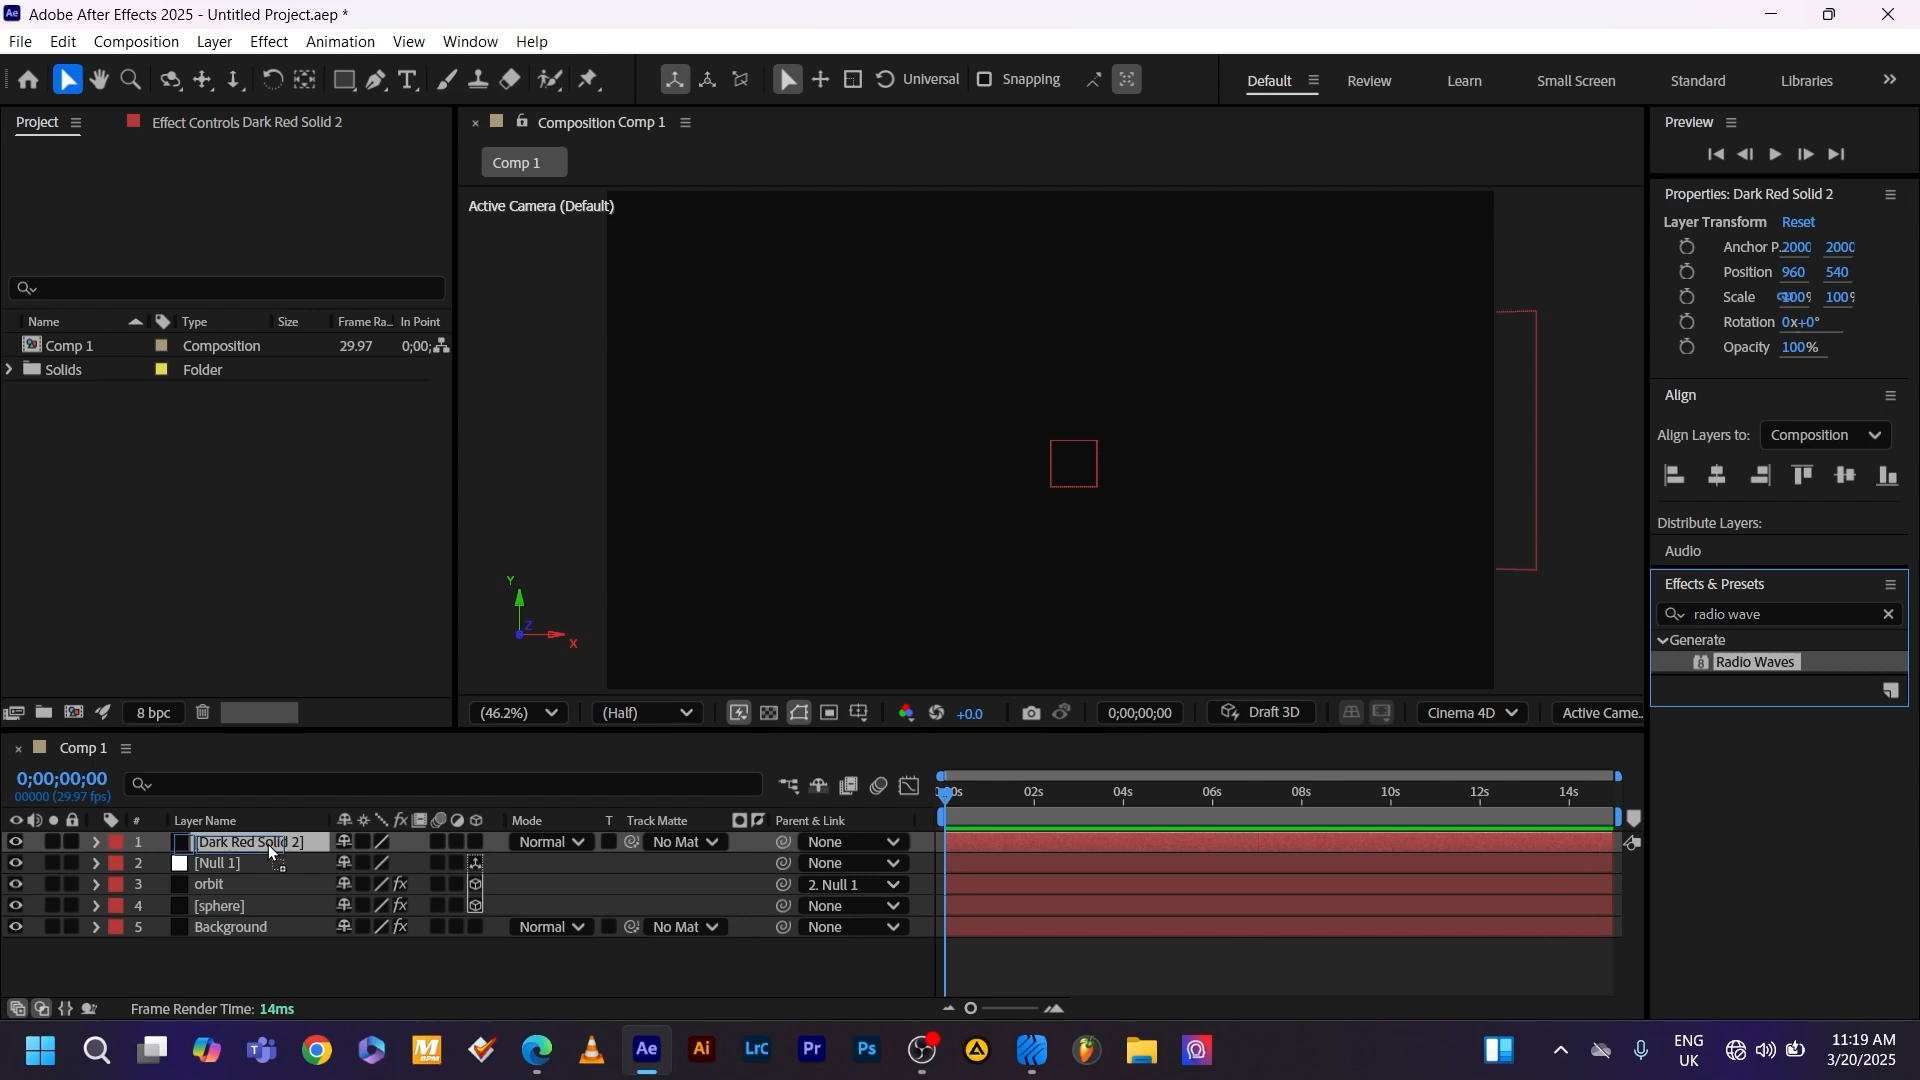 Adobe After Effects 2025 - Untitled Project.aep *
File Edit Composition Layer Effect Animation View Window Help
Universal Snapping Default Review Learn Small Screen Standard Libraries
Project Effect Controls Dark Red Solid 2
Composition Comp 1
Comp 1
Active Camera (Default)
Name Type Size Frame Ra... In Point
Comp 1 Composition 29.97 0;00;
Solids Folder
8 bpc
Y
Z
X
(46.2%) (Half) +0.0 0;00;00;00 Draft 3D Cinema 4D Active Came...
Preview
Properties: Dark Red Solid 2
Layer Transform Reset
Anchor P. 2000 2000
Position 960 540
Scale 100% 100%
Rotation 0x+0°
Opacity 100%
Align
Align Layers to: Composition
Distribute Layers:
Audio
Effects & Presets
radio wave
Generate
8 Radio Waves
Comp 1
0;00;00;00
00000 (29.97 fps)
02s 04s 06s 08s 10s 12s 14s
# Layer Name Mode T Track Matte Parent & Link
1 [Dark Red Solid 2] Normal No Mat None
2 [Null 1] None
3 orbit 2. Null 1
4 [sphere] None
5 Background Normal No Mat None
Frame Render Time: 14ms
ENG
UK
11:19 AM
3/20/2025